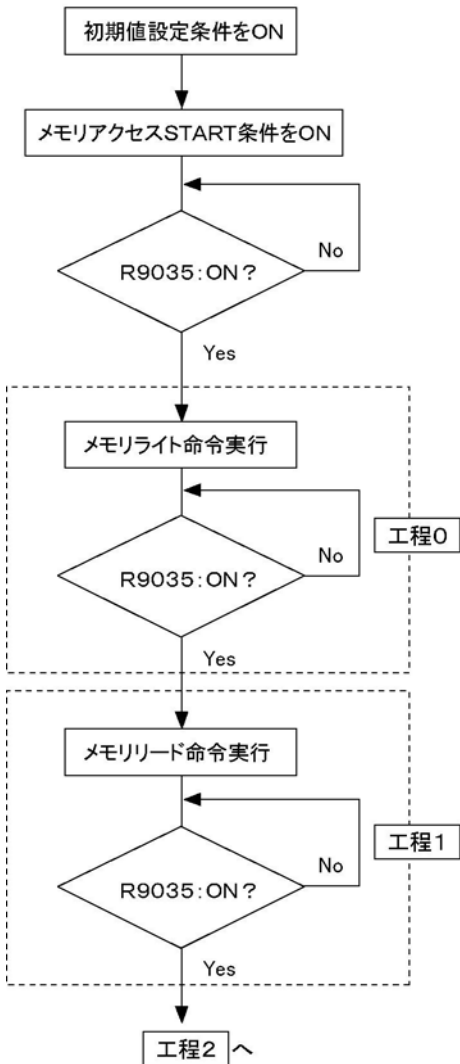 初期値設定条件をON
メモリアクセスSTART条件をON
R9035:ON?
No
Yes
メモリライト命令実行
R9035:ON?
No
工程0
Yes
メモリリード命令実行
R9035:ON?
No
工程1
Yes
工程2 へ